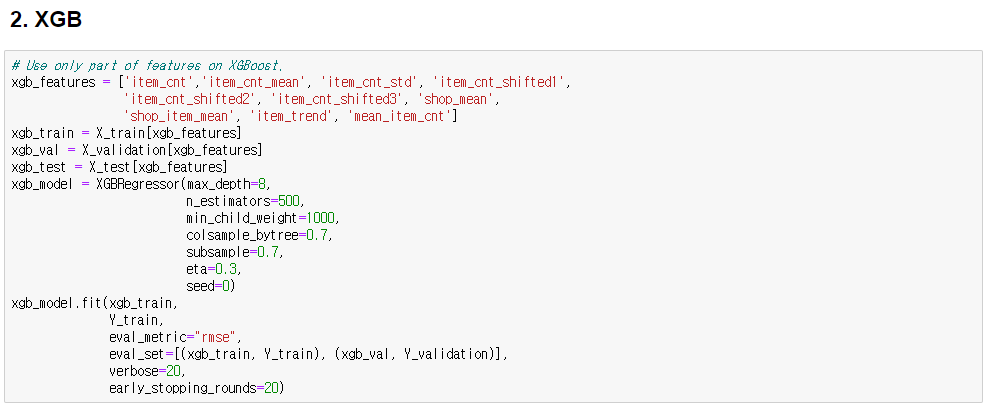 2. XGB
# Use only part of features on XGBoost.
xgb_features = ['item_cnt','item_cnt_mean', 'item_cnt_std', 'item_cnt_shifted1',
'item_cnt_shifted2', 'item_cnt_shifted3', 'shop_mean',
'shop_item_mean', 'item_trend', 'mean_item_cnt']
xgb_train = X_train[xgb_features]
xgb_val = X_validation[xgb_features]
xgb_test = X_test[xgb_features]
xgb_model = XGBRegressor(max_depth=8,
n_estimators=500,
min_child_weight=1000,
colsample_bytree=0.7,
subsample=0.7,
eta=0.3,
seed=0)
xgb_model.fit(xgb_train,
Y_train,
eval_metric="rmse",
eval_set=[(xgb_train, Y_train), (xgb_val, Y_validation)],
verbose=20,
early_stopping_rounds=20)